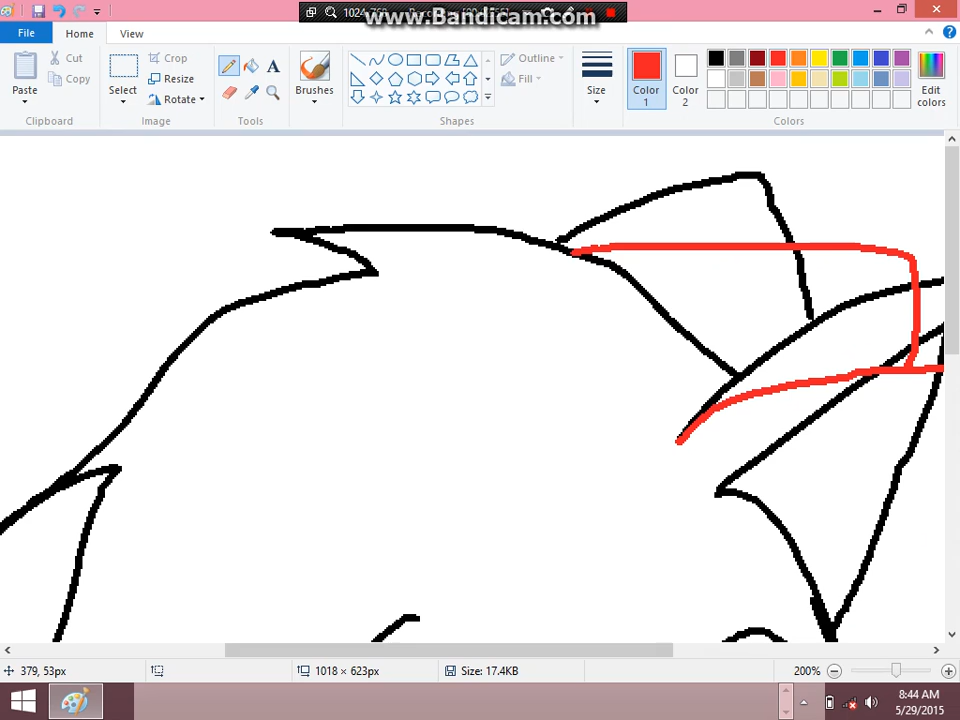 www.Bandicam.com
File
Home
View
Paste
Cut
Copy
Clipboard
Select
Crop
Resize
Rotate
Image
A
Tools
Brushes
Outline
Fill
Shapes
Size
Color 1
Color 2
Edit colors
Colors
379, 53px
1018 × 623px
Size: 17.4KB
200%
8:44 AM
5/29/2015